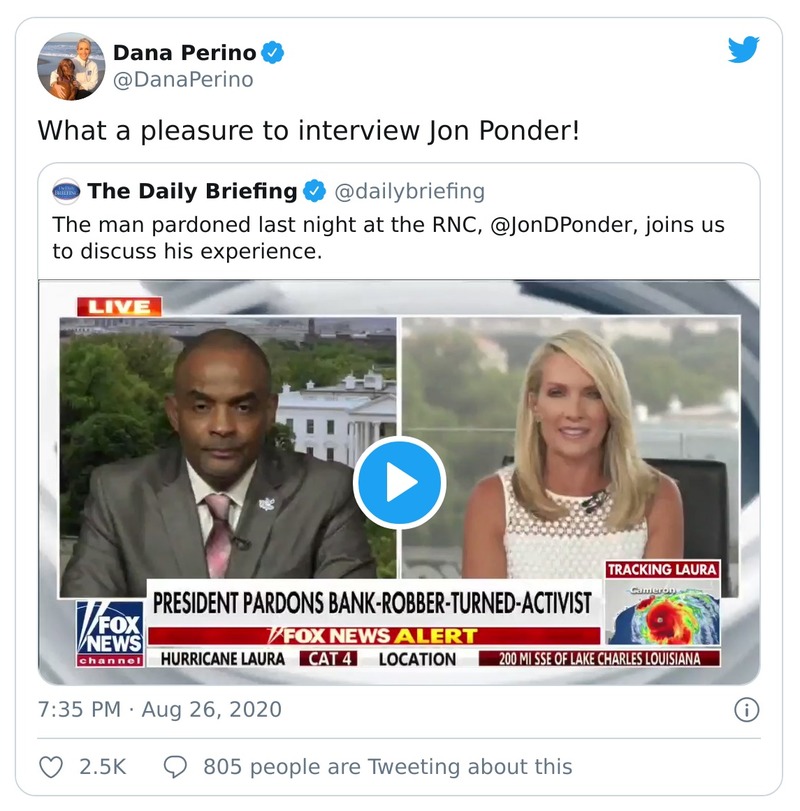 Dana Perino
@DanaPerino
What a pleasure to interview Jon Ponder!
The Daily Briefing @dailybriefing
The man pardoned last night at the RNC, @JonDPonder, joins us
to discuss his experience.
LIVE
TRACKING LAURA
Cameron
PRESIDENT PARDONS BANK-ROBBER-TURNED-ACTIVIST
FOX NEWS ALERT
FOX
NEWS
channel
HURRICANE LAURA CAT 4 LOCATION 200 MI SSE OF LAKE CHARLES LOUISIANA
7:35 PM · Aug 26, 2020
2.5K 805 people are Tweeting about this